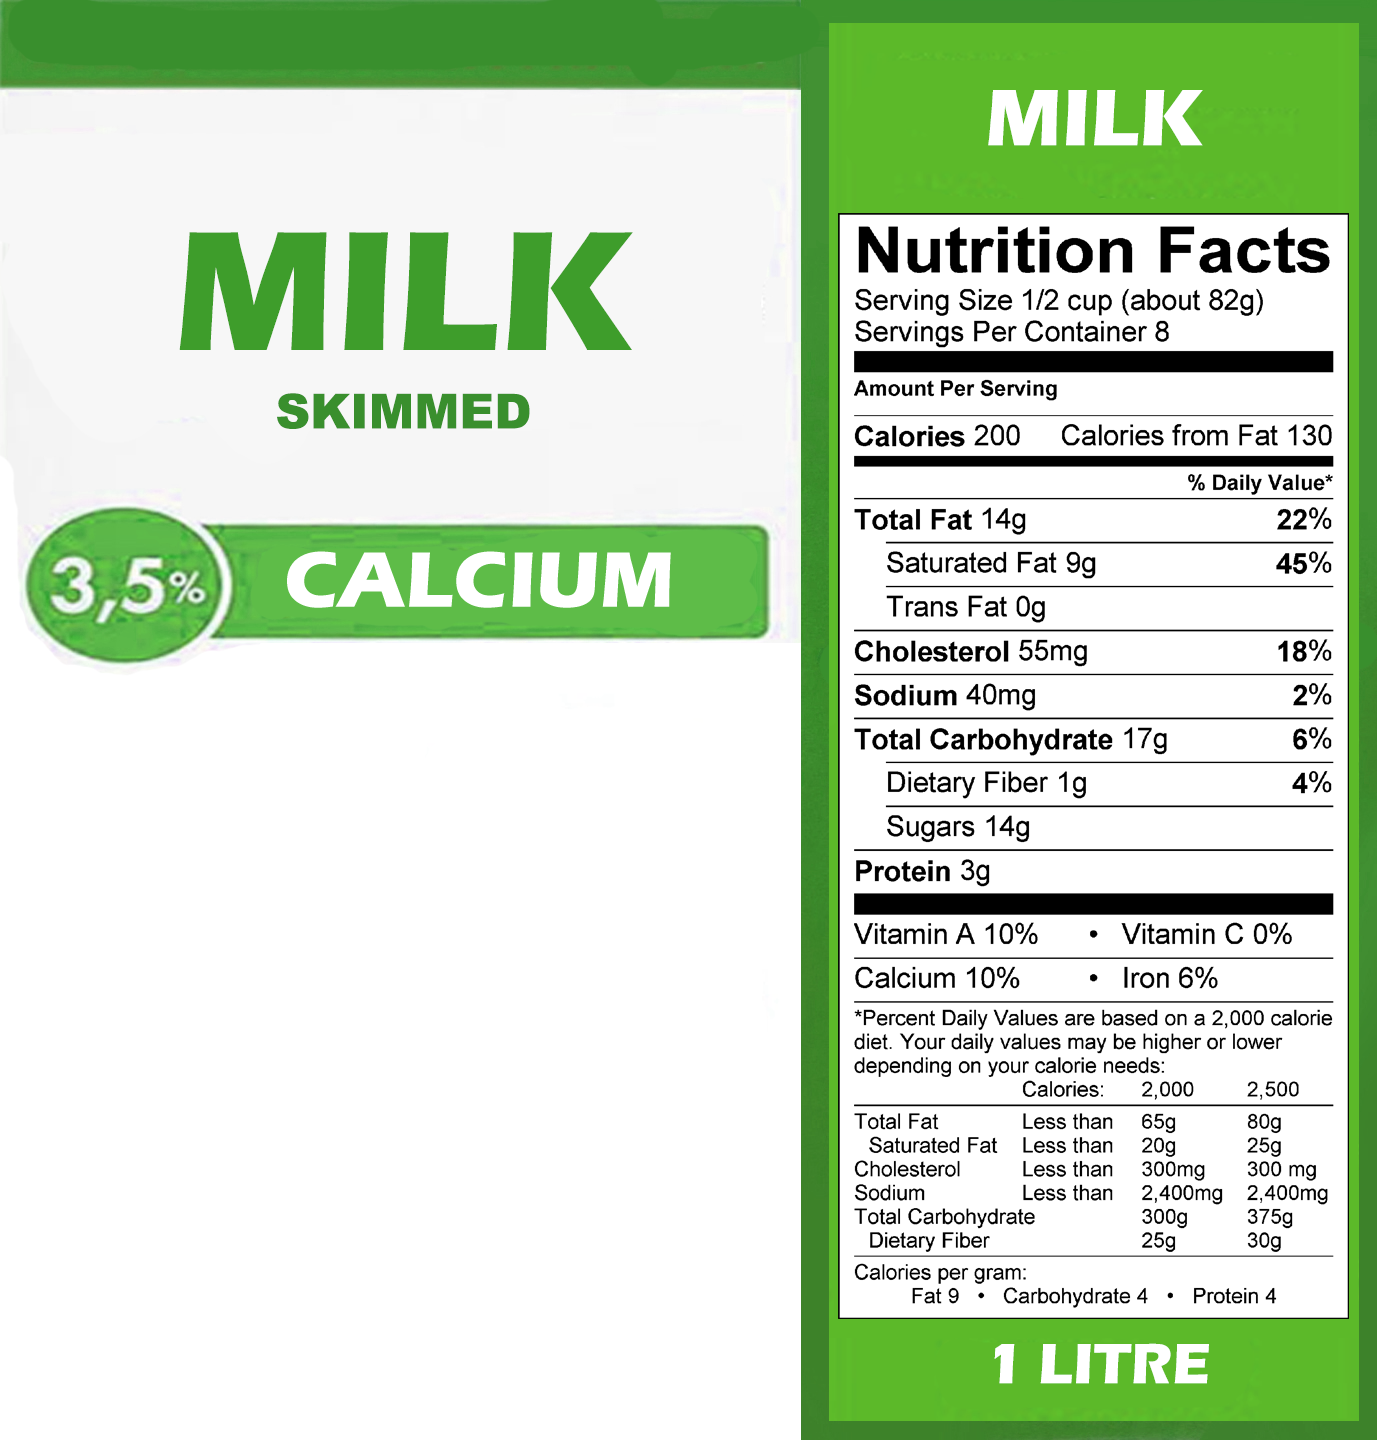 MILK
SKIMMED
3,5% CALCIUM
MILK
Nutrition Facts
Serving Size 1/2 cup (about 82g)
Servings Per Container 8
Amount Per Serving
Calories 200 Calories from Fat 130
% Daily Value*
Total Fat 14g 22%
Saturated Fat 9g 45%
Trans Fat 0g
Cholesterol 55mg 18%
Sodium 40mg 2%
Total Carbohydrate 17g 6%
Dietary Fiber 1g 4%
Sugars 14g
Protein 3g
Vitamin A 10% • Vitamin C 0%
Calcium 10% • Iron 6%
*Percent Daily Values are based on a 2,000 calorie
diet. Your daily values may be higher or lower
depending on your calorie needs:
Calories: 2,000 2,500
Total Fat Less than 65g 80g
Saturated Fat Less than 20g 25g
Cholesterol Less than 300mg 300 mg
Sodium Less than 2,400mg 2,400mg
Total Carbohydrate 300g 375g
Dietary Fiber 25g 30g
Calories per gram:
Fat 9 • Carbohydrate 4 • Protein 4
1 LITRE